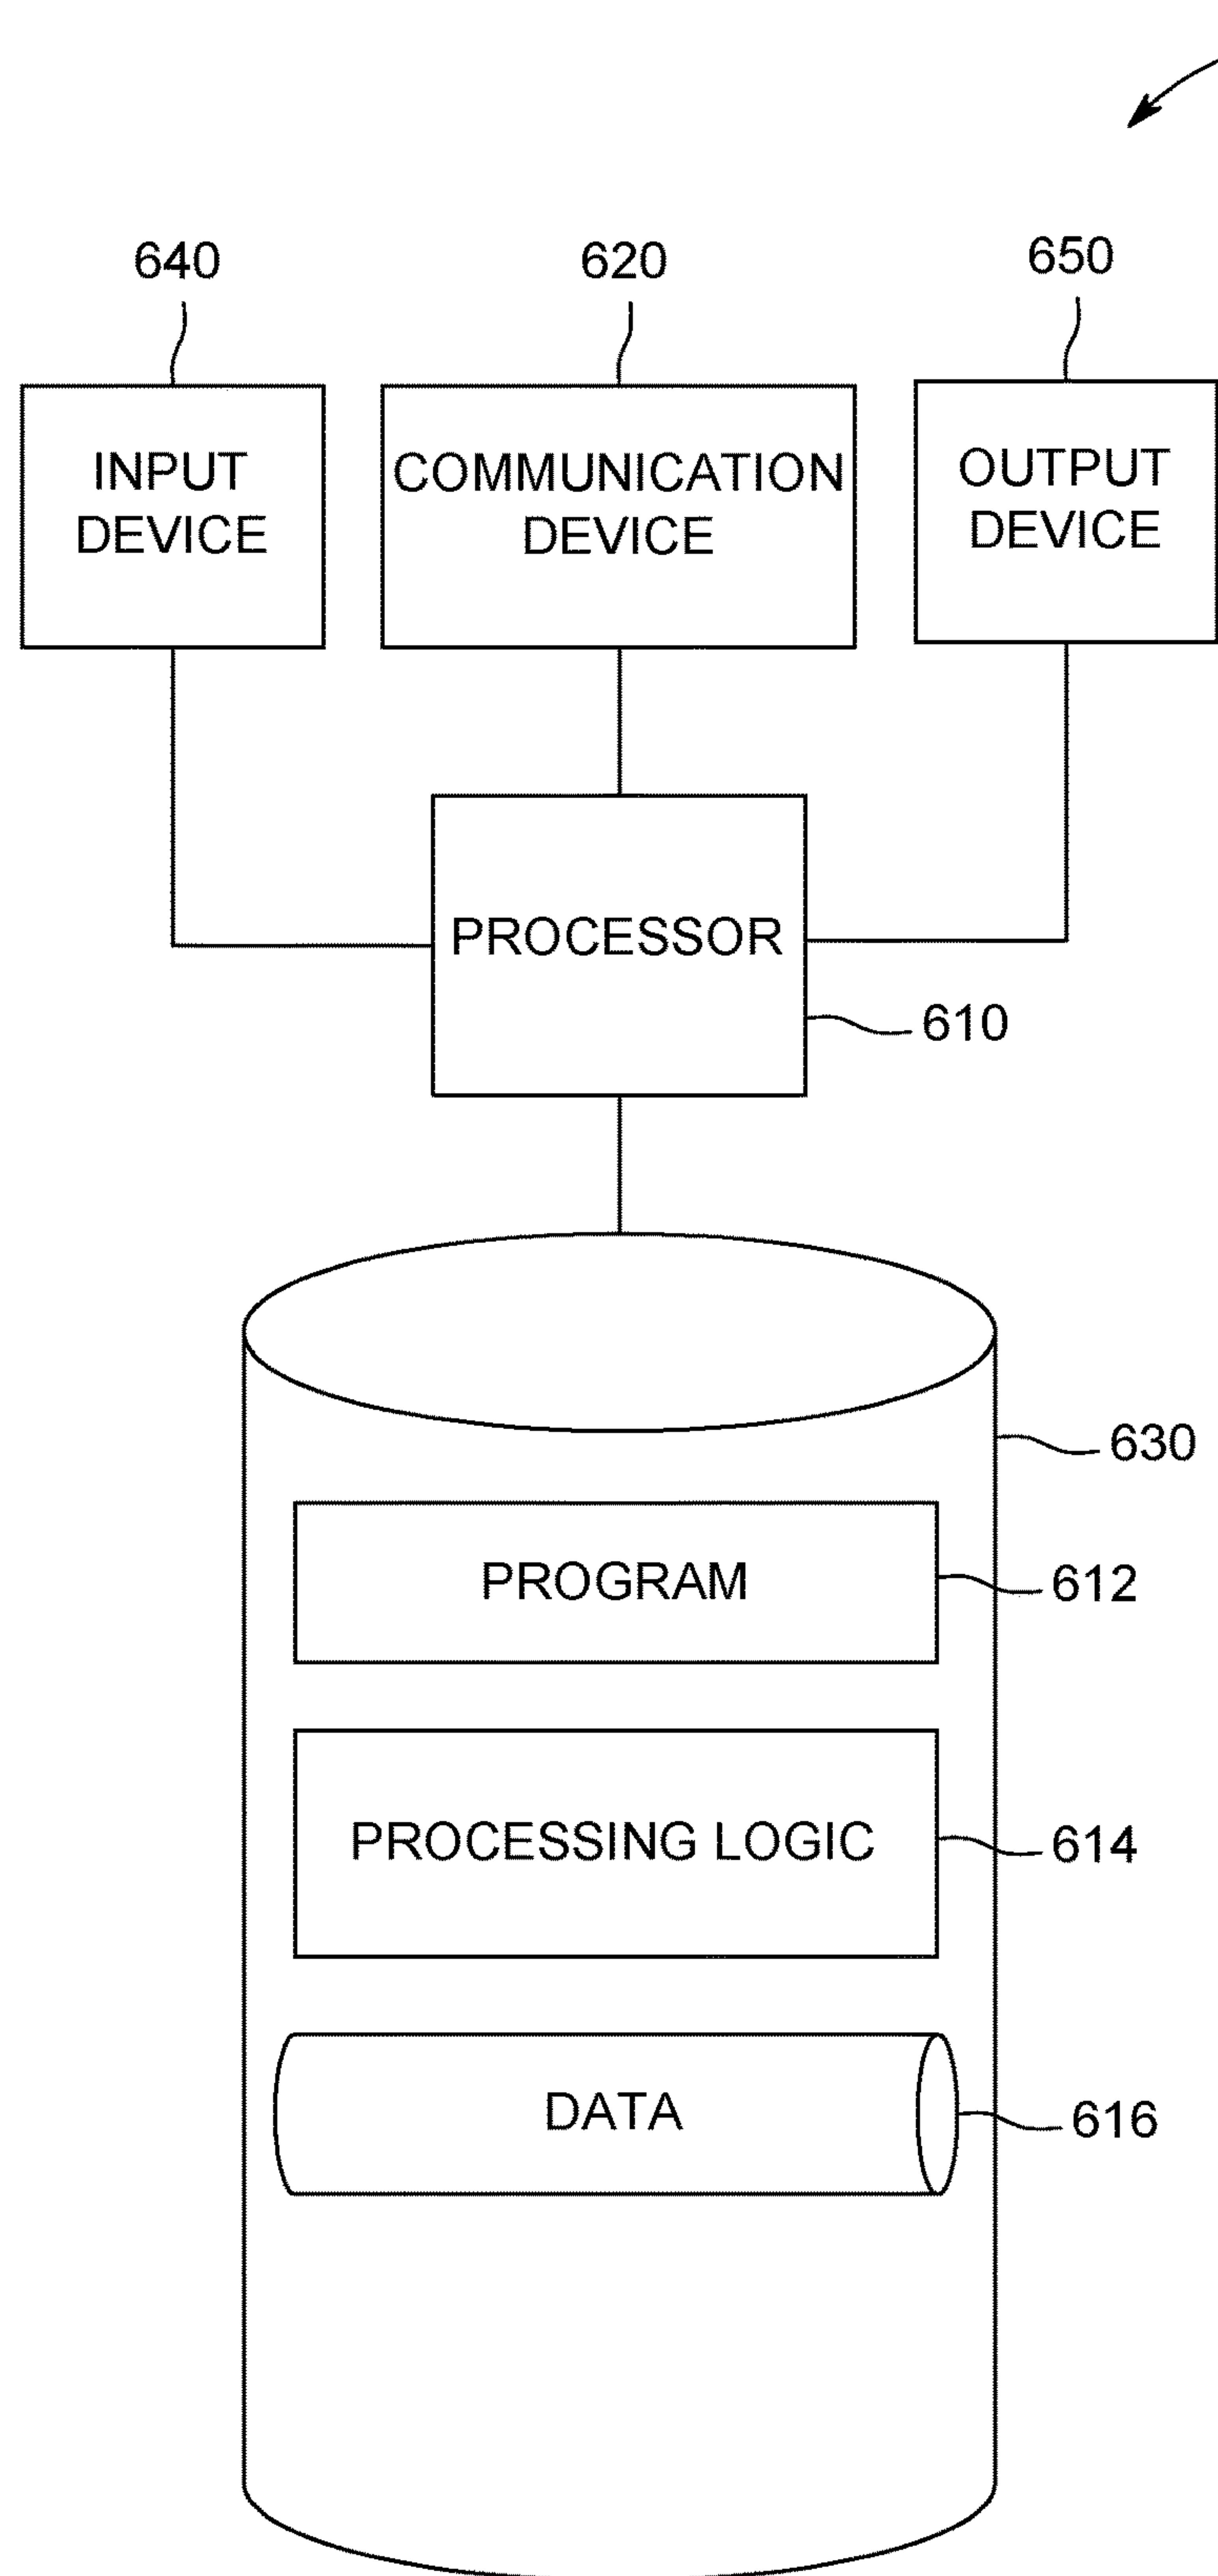 640
620
650
INPUT
DEVICE
COMMUNICATION
DEVICE
OUTPUT
DEVICE
PROCESSOR
610
630
PROGRAM
612
PROCESSING LOGIC
614
DATA
616